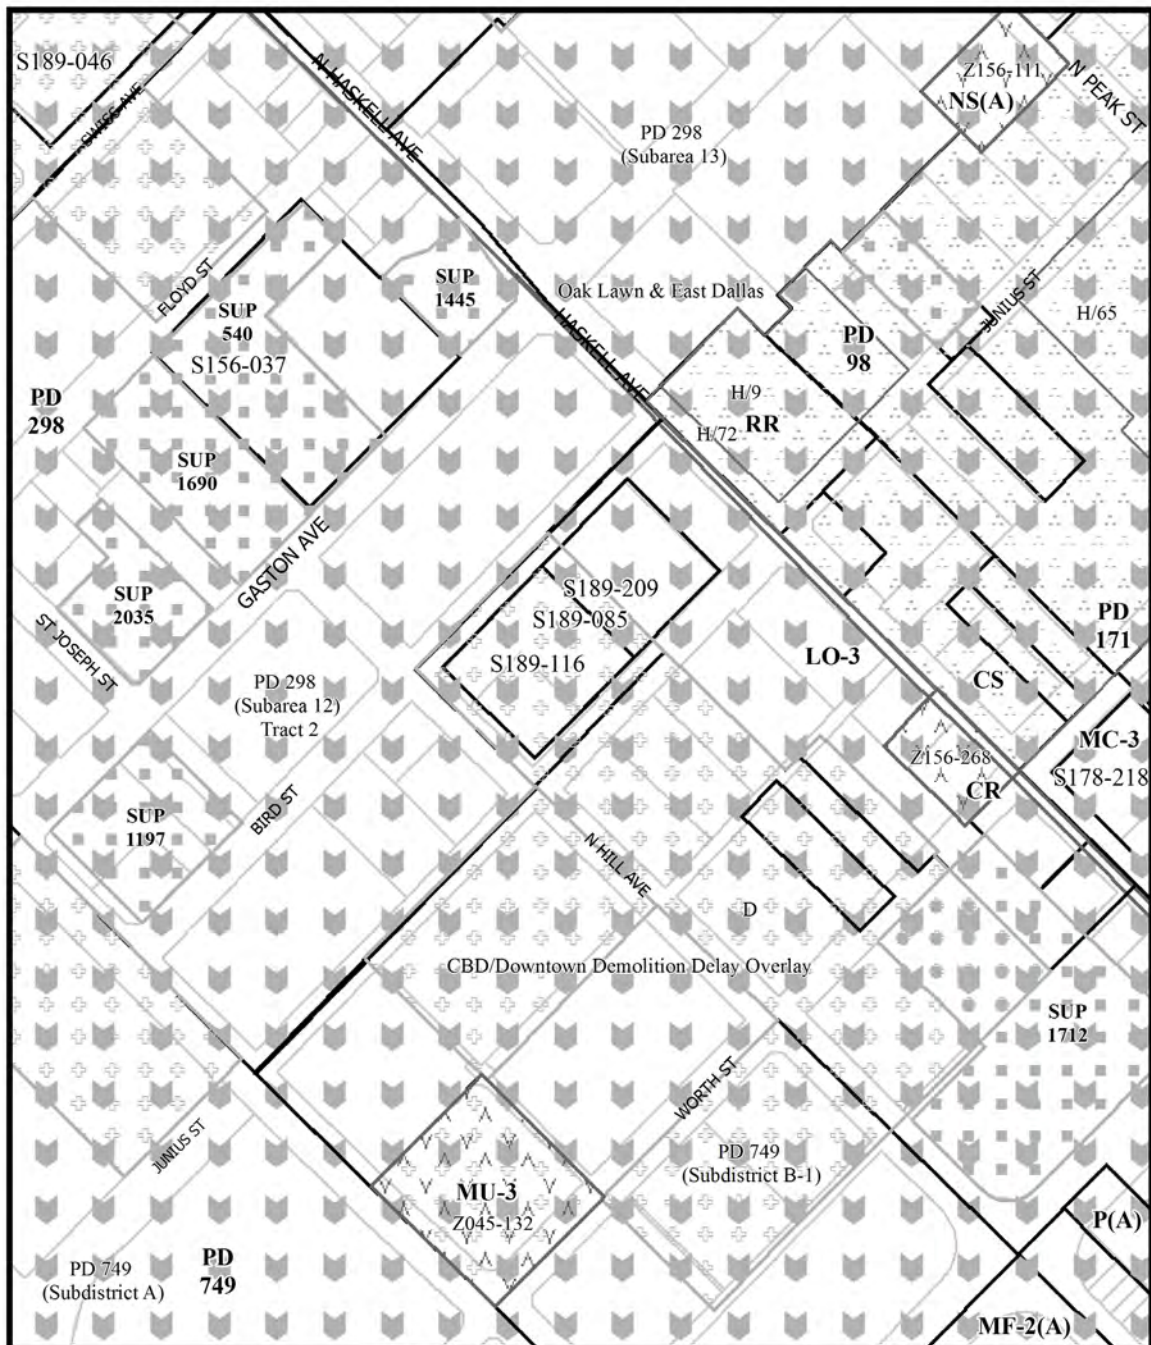 S189-046
SWISS AVE
N HASKELL AVE
Z156-111
NS(A)
N PEAK ST
PD 298
(Subarea 13)
FLOYD ST
SUP
1445
SUP
540
S156-037
Oak Lawn & East Dallas
HASKELL AVE
JUNIUS ST
H/65
PD
98
H/9
RR
H/72
PD
298
SUP
1690
GASTON AVE
SUP
2035
ST JOSEPH ST
S189-209
S189-085
S189-116
LO-3
PD
171
CS
PD 298
(Subarea 12)
Tract 2
MC-3
S178-218
Z156-268
CR
SUP
1197
BIRD ST
N HILL AVE
D
CBD/Downtown Demolition Delay Overlay
SUP
1712
WORTH ST
JUNIUS ST
PD 749
(Subdistrict B-1)
MU-3
Z045-132
P(A)
PD 749
(Subdistrict A)
PD
749
MF-2(A)